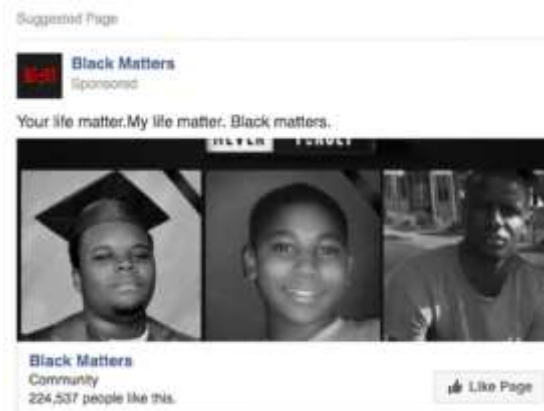 Suggested Page
Black Matters
Sponsored
Your life matter.My life matter. Black matters.
NEVER FORGET
Black Matters
Community
224,537 people like this.
Like Page